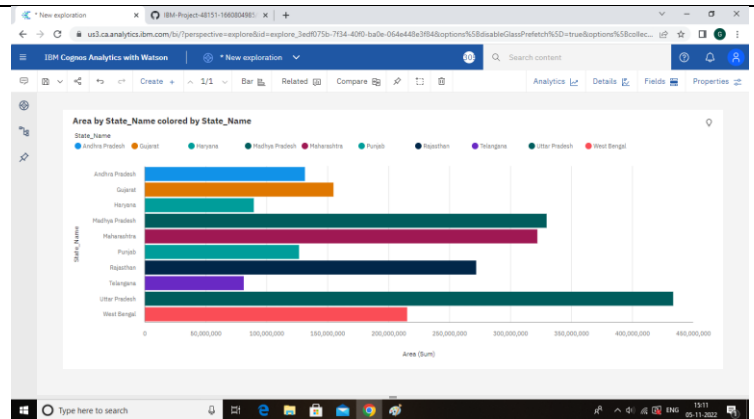 * New exploration
IBM-Project-48151-1660804985
us3.ca.analytics.ibm.com/bi/?perspective=explore&id=explore_3edf075b-7f34-40f0-ba0e-064e448e3f84&options%5BdisableGlassPrefetch%5D=true&options%5Bcollec...
G
IBM Cognos Analytics with Watson
* New exploration
Search content
Create +
1/1
Bar
Related
Compare
Analytics
Details
Fields
Properties
Area by State_Name colored by State_Name
State_Name
Andhra Pradesh Gujarat Haryana Madhya Pradesh Maharashtra Punjab Rajasthan Telangana Uttar Pradesh West Bengal
State_Name
Andhra Pradesh
Gujarat
Haryana
Madhya Pradesh
Maharashtra
Punjab
Rajasthan
Telangana
Uttar Pradesh
West Bengal
0 50,000,000 100,000,000 150,000,000 200,000,000 250,000,000 300,000,000 350,000,000 400,000,000 450,000,000
Area (Sum)
Type here to search
ENG
15:11
05-11-2022